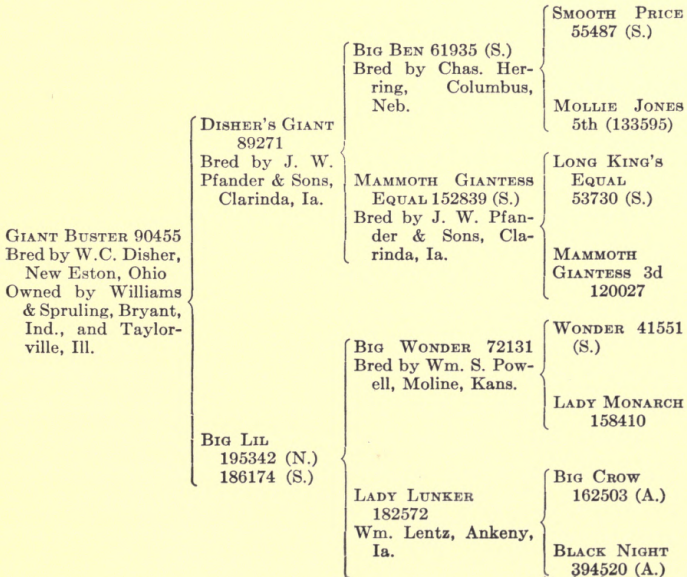 GIANT BUSTER 90455
Bred by W.C. Disher,
New Eston, Ohio
Owned by Williams
& Spruling, Bryant,
Ind., and Taylor-
ville, Ill.
DISHER'S GIANT
89271
Bred by J. W.
Pfander & Sons,
Clarinda, Ia.
BIG LIL
195342 (N.)
186174 (S.)
BIG BEN 61935 (S.)
Bred by Chas. Her-
ring, Columbus,
Neb.
MAMMOTH GIANTESS
EQUAL 152839 (S.)
Bred by J. W. Pfan-
der & Sons, Cla-
rinda, Ia.
BIG WONDER 72131
Bred by Wm. S. Pow-
ell, Moline, Kans.
LADY LUNKER
182572
Wm. Lentz, Ankeny,
Ia.
SMOOTH PRICE
55487 (S.)
MOLLIE JONES
5th (133595)
LONG KING'S
EQUAL
53730 (S.)
MAMMOTH
GIANTESS 3d
120027
WONDER 41551
(S.)
LADY MONARCH
158410
BIG CROW
162503 (A.)
BLACK NIGHT
394520 (A.)